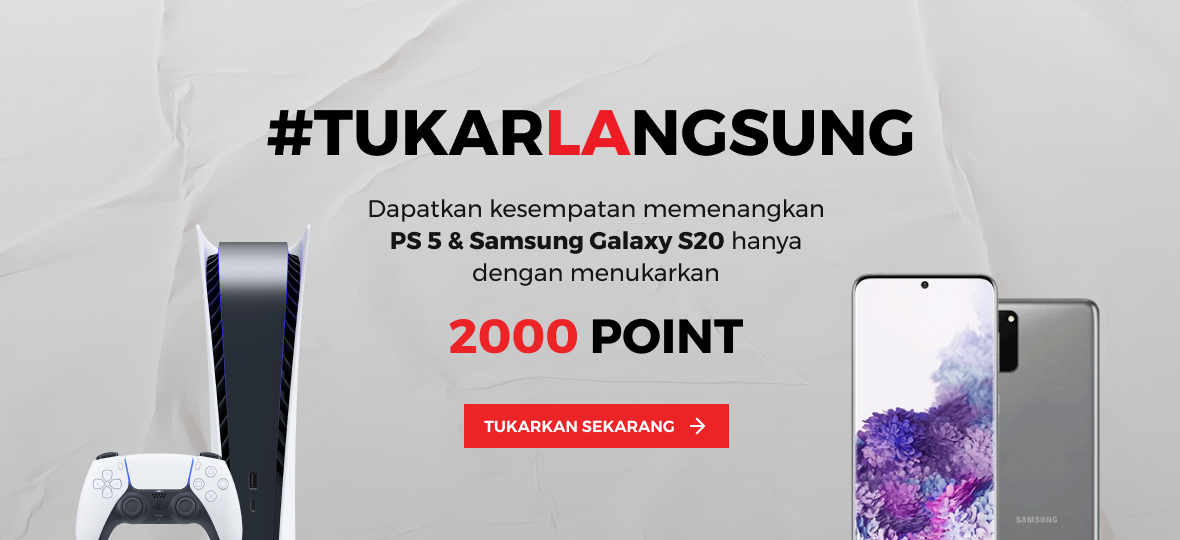 #TUKARLANGSUNG
Dapatkan kesempatan memenangkan
PS 5 & Samsung Galaxy S20 hanya
dengan menukarkan
2000 POINT
TUKARKAN SEKARANG →
SAMSUNG